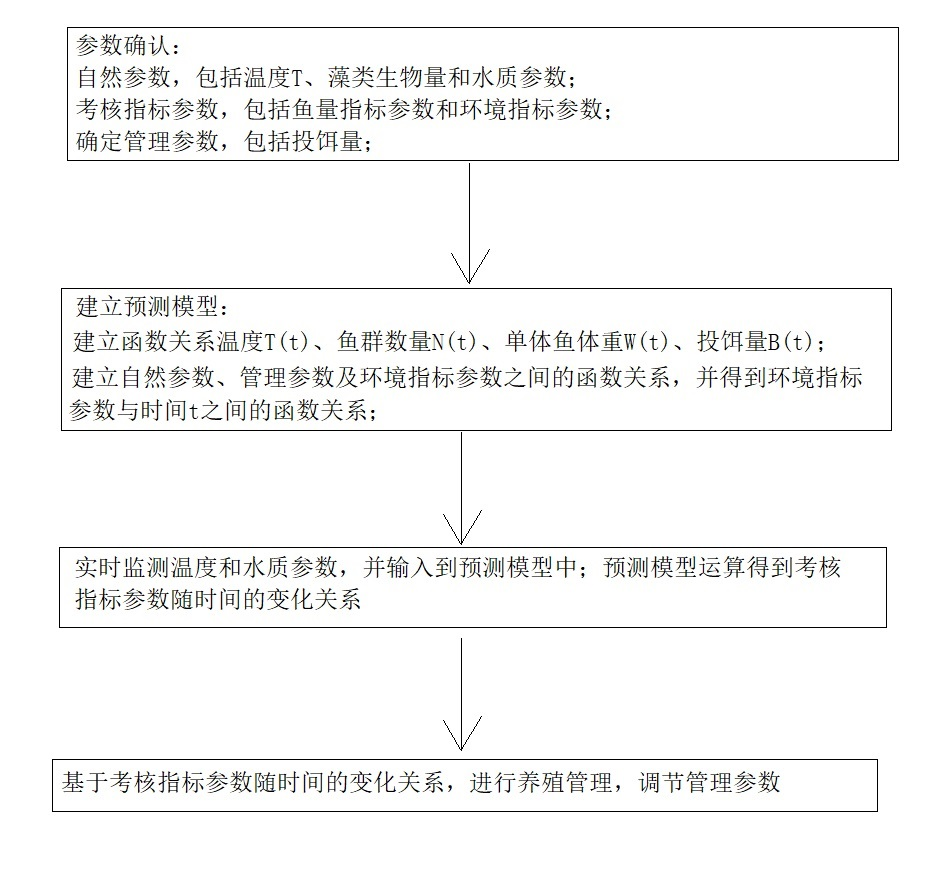 参数确认：
自然参数，包括温度T、藻类生物量和水质参数；
考核指标参数，包括鱼量指标参数和环境指标参数；
确定管理参数，包括投饵量；
建立预测模型：
建立函数关系温度T(t)、鱼群数量N(t)、单体鱼体重W(t)、投饵量B(t)；
建立自然参数、管理参数及环境指标参数之间的函数关系，并得到环境指标
参数与时间t之间的函数关系；
实时监测温度和水质参数，并输入到预测模型中；预测模型运算得到考核
指标参数随时间的变化关系
基于考核指标参数随时间的变化关系，进行养殖管理，调节管理参数